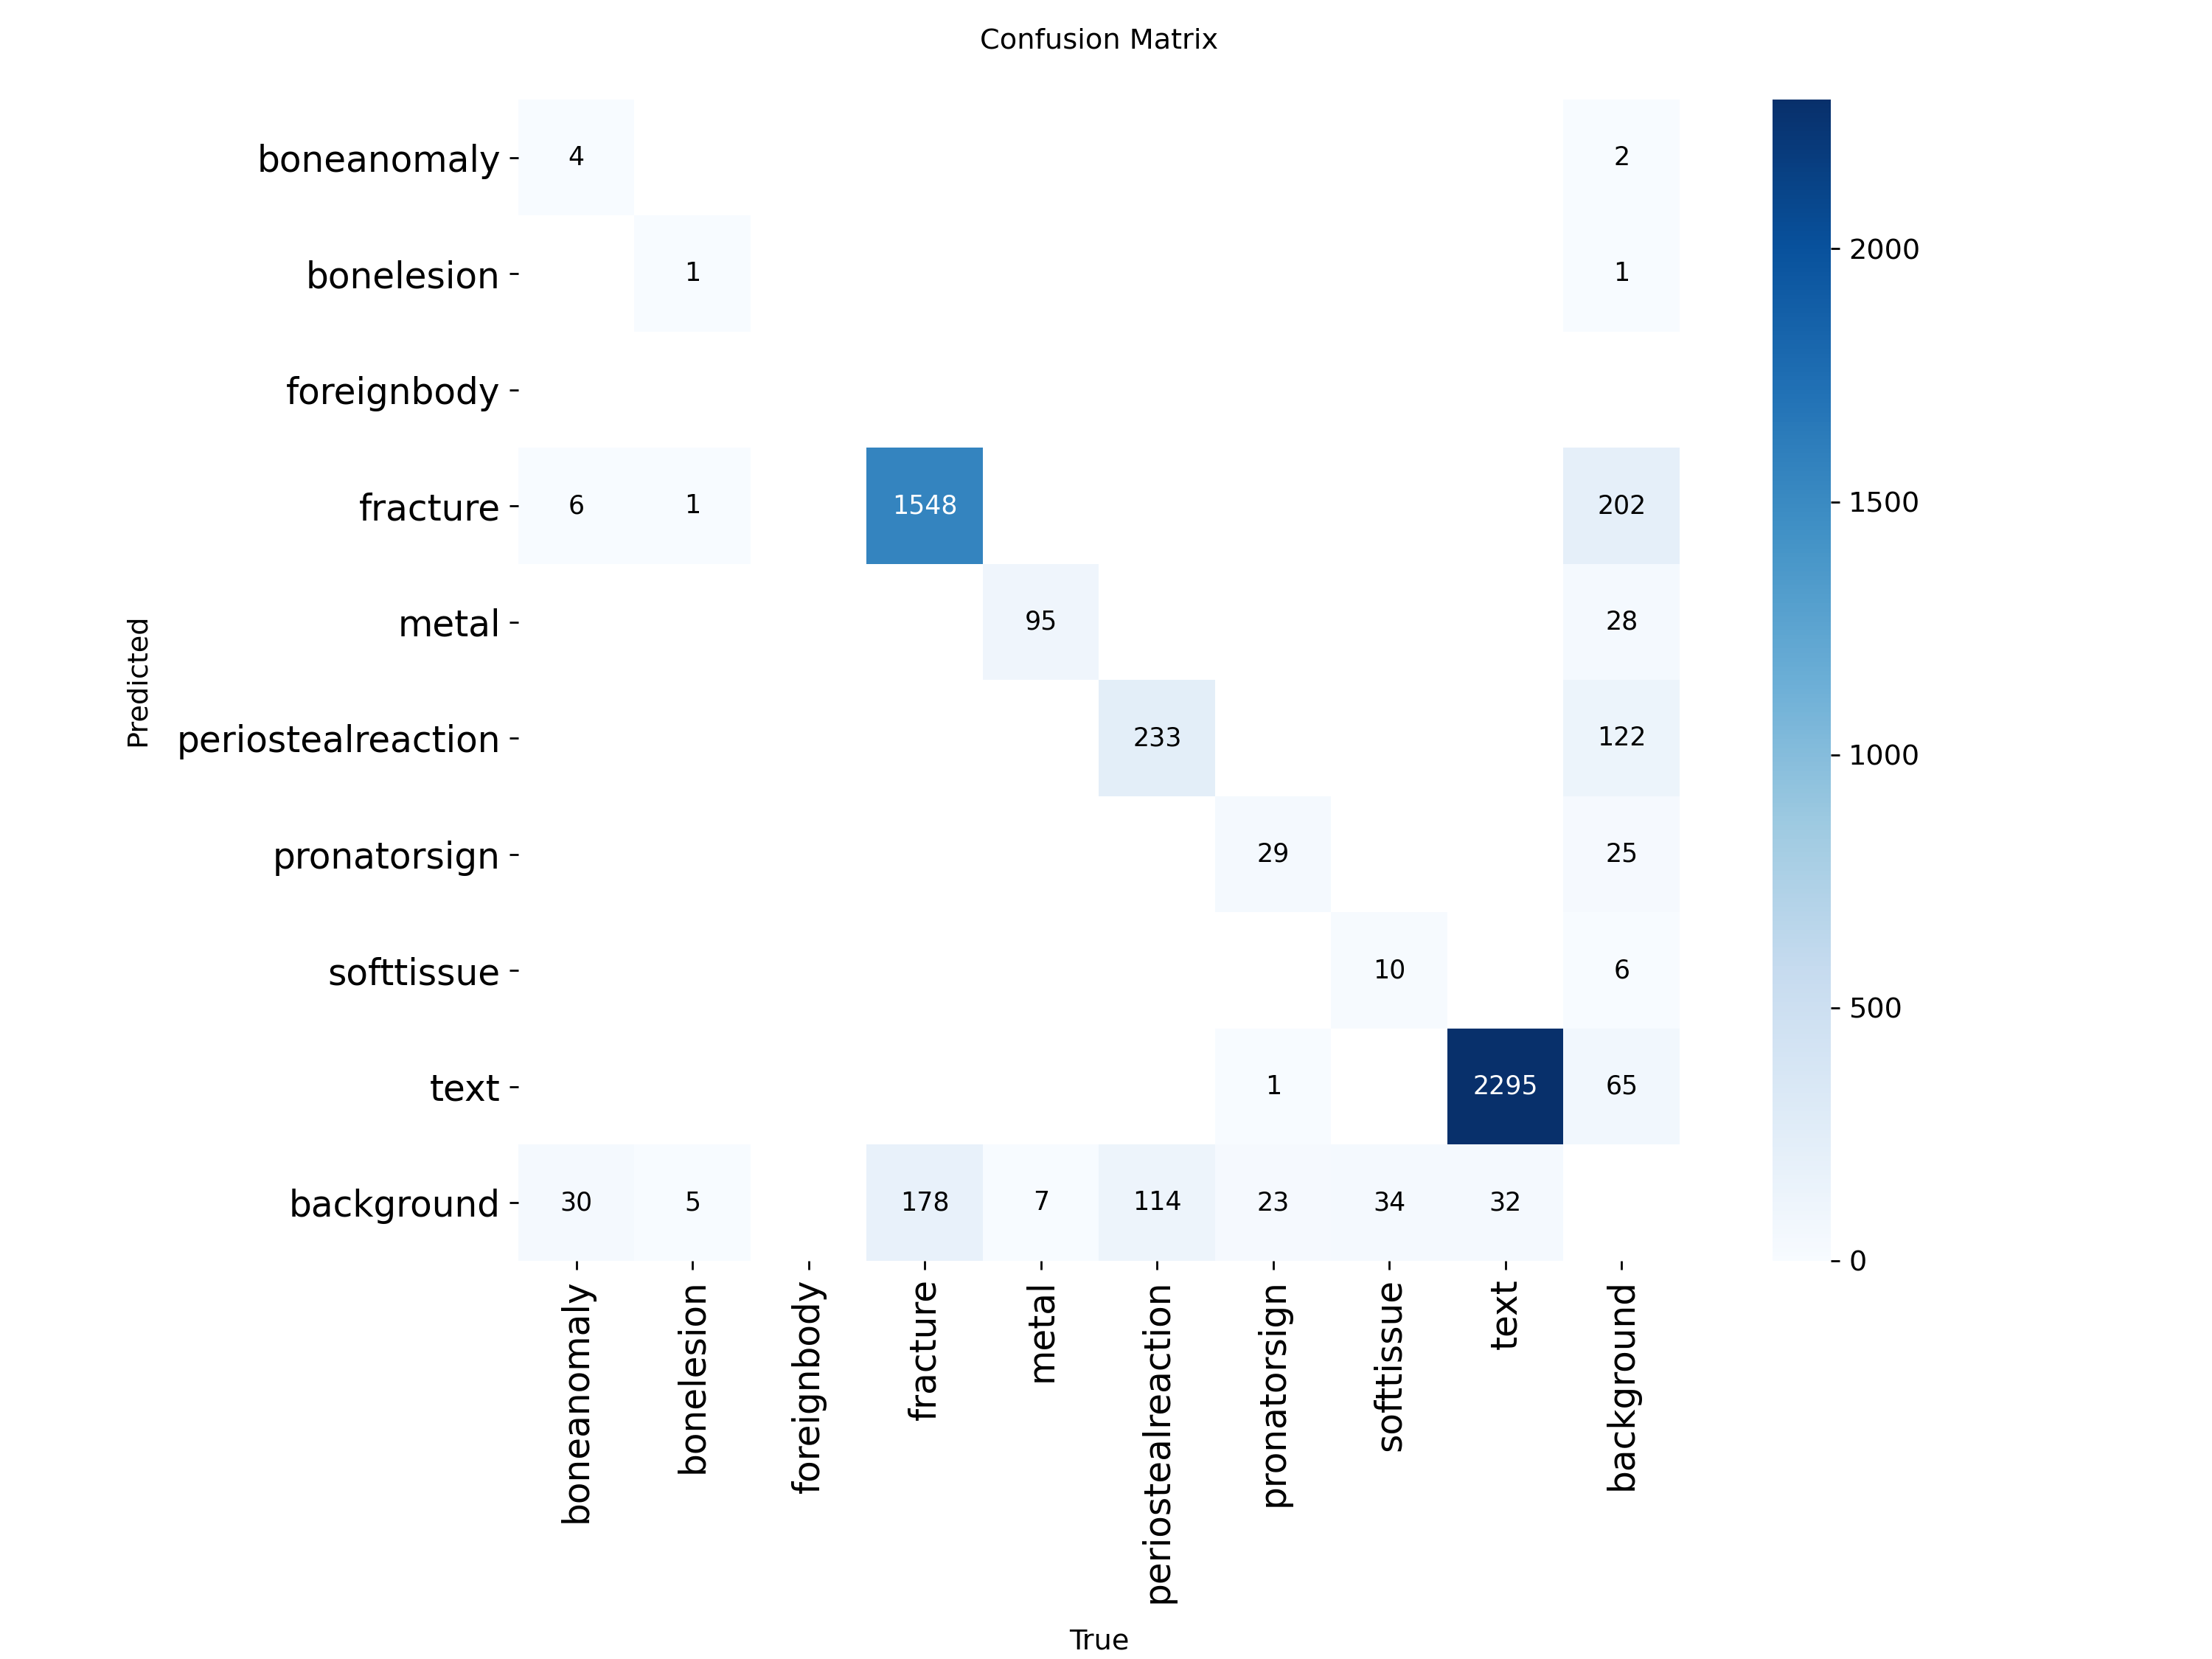 Confusion Matrix
Predicted
boneanomaly 4 2
bonelesion 1 1
foreignbody
fracture 6 1 1548 202
metal 95 28
periostealreaction 233 122
pronatorsign 29 25
softtissue 10 6
text 1 2295 65
background 30 5 178 7 114 23 34 32
boneanomaly
bonelesion
foreignbody
fracture
metal
periostealreaction
pronatorsign
softtissue
text
background
True
2000
1500
1000
500
0